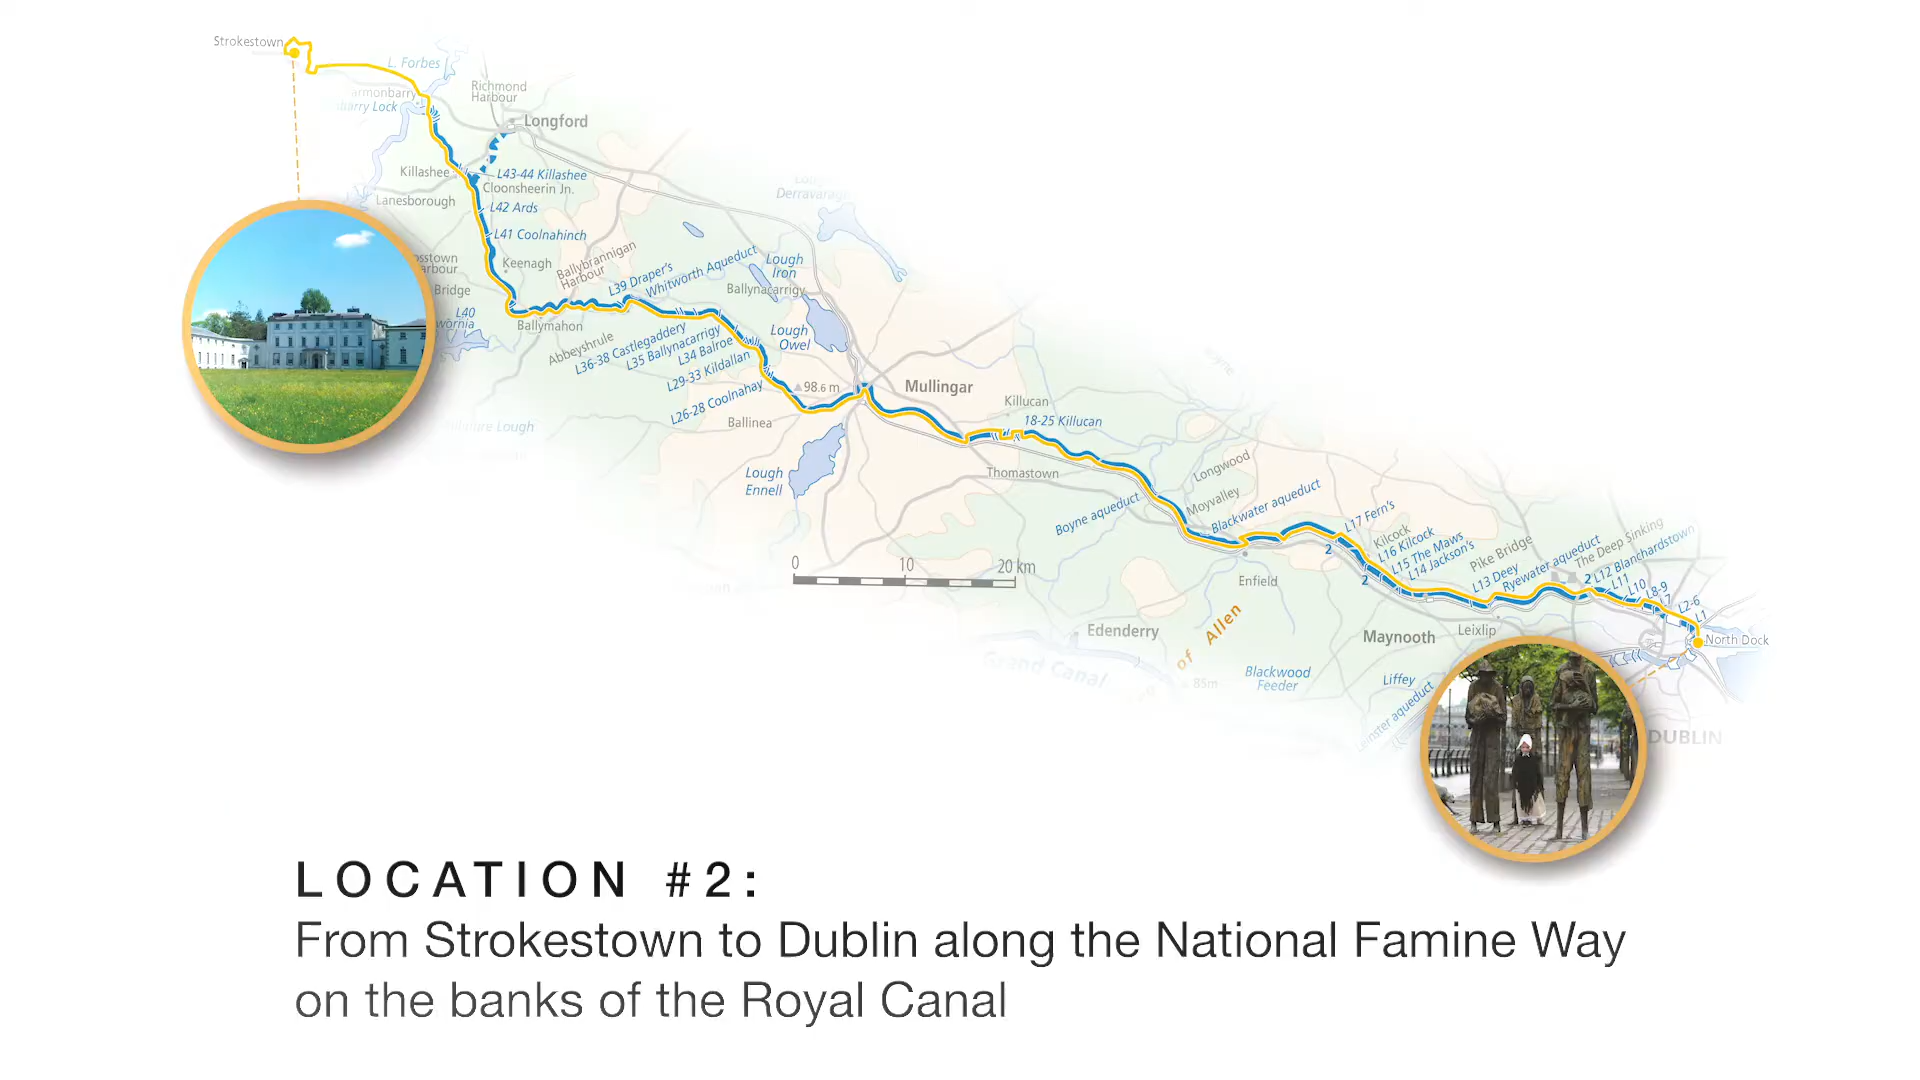 Strokestown
L. Forbes
Richmond
Harbour
Longford
Killashee
L43-44 Killashee
Cloonsheerin Jn.
Lanesborough
L42 Ards
L41 Coolnahinch
Keenagh
Bridge
L40
Ballybrannigan
Harbour
L39 Draper's
Whitworth Aqueduct
Ballymahon
Abbeyshrule
L36-38 Castlegaddery
L35 Ballynacarrigy
L34 Balroe
L29-33 Kildallan
L26-28 Coolnahay
Derravaragh
Lough
Iron
Ballynacarrigy
Lough
Owel
98.6 m
Mullingar
Ballinea
Lough
Ennell
Killucan
18-25 Killucan
Thomastown
Boyne aqueduct
Longwood
Moyvalley
Blackwater aqueduct
L17 Fern's
0 10 20 km
Enfield
2
2
Kilcock
L16 Kilcock
L15 The Maws
L14 Jackson's
Pike Bridge
L13 Deey
Ryewater aqueduct
The Deep Sinking
2
L12 Blanchardstown
L11
L10
L8-9
L7
L2-6
L1
North Dock
Edenderry
Grand Canal
of Allen
85m
Blackwood
Feeder
Maynooth
Leixlip
Liffey
Leinster aqueduct
DUBLIN
LOCATION #2:
From Strokestown to Dublin along the National Famine Way
on the banks of the Royal Canal